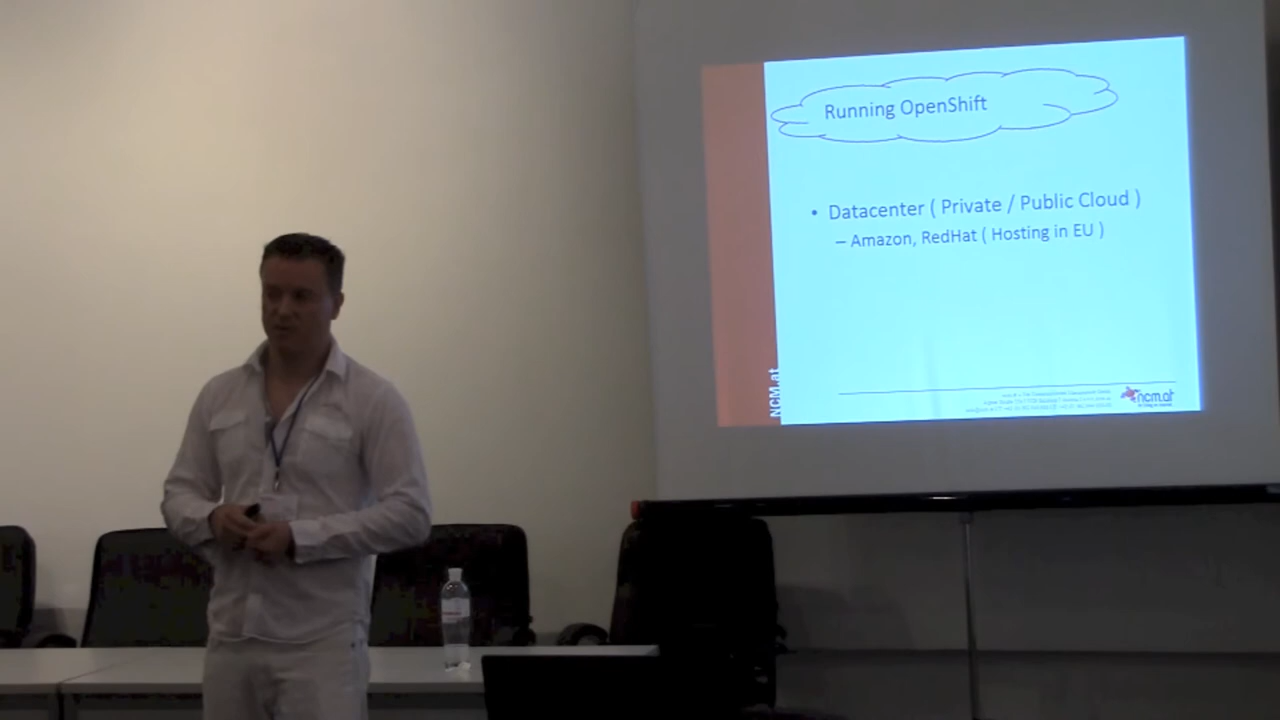 Running OpenShift
• Datacenter ( Private / Public Cloud )
– Amazon, RedHat ( Hosting in EU )
NCM.at
ncm.at